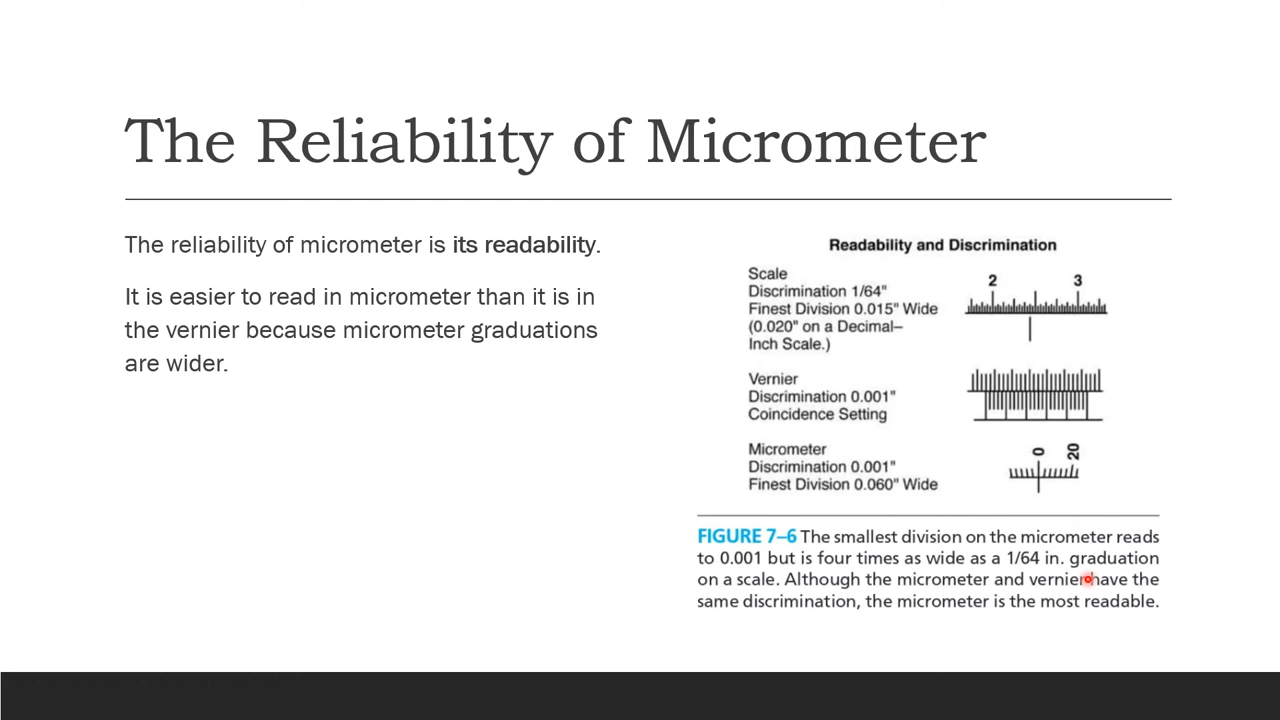 The Reliability of Micrometer
The reliability of micrometer is its readability.
It is easier to read in micrometer than it is in
the vernier because micrometer graduations
are wider.
Readability and Discrimination
Scale
Discrimination 1/64"
Finest Division 0.015" Wide
(0.020" on a Decimal–
Inch Scale.)
2 3
Vernier
Discrimination 0.001"
Coincidence Setting
Micrometer
Discrimination 0.001"
Finest Division 0.060" Wide
0 20
FIGURE 7–6 The smallest division on the micrometer reads
to 0.001 but is four times as wide as a 1/64 in. graduation
on a scale. Although the micrometer and vernier have the
same discrimination, the micrometer is the most readable.